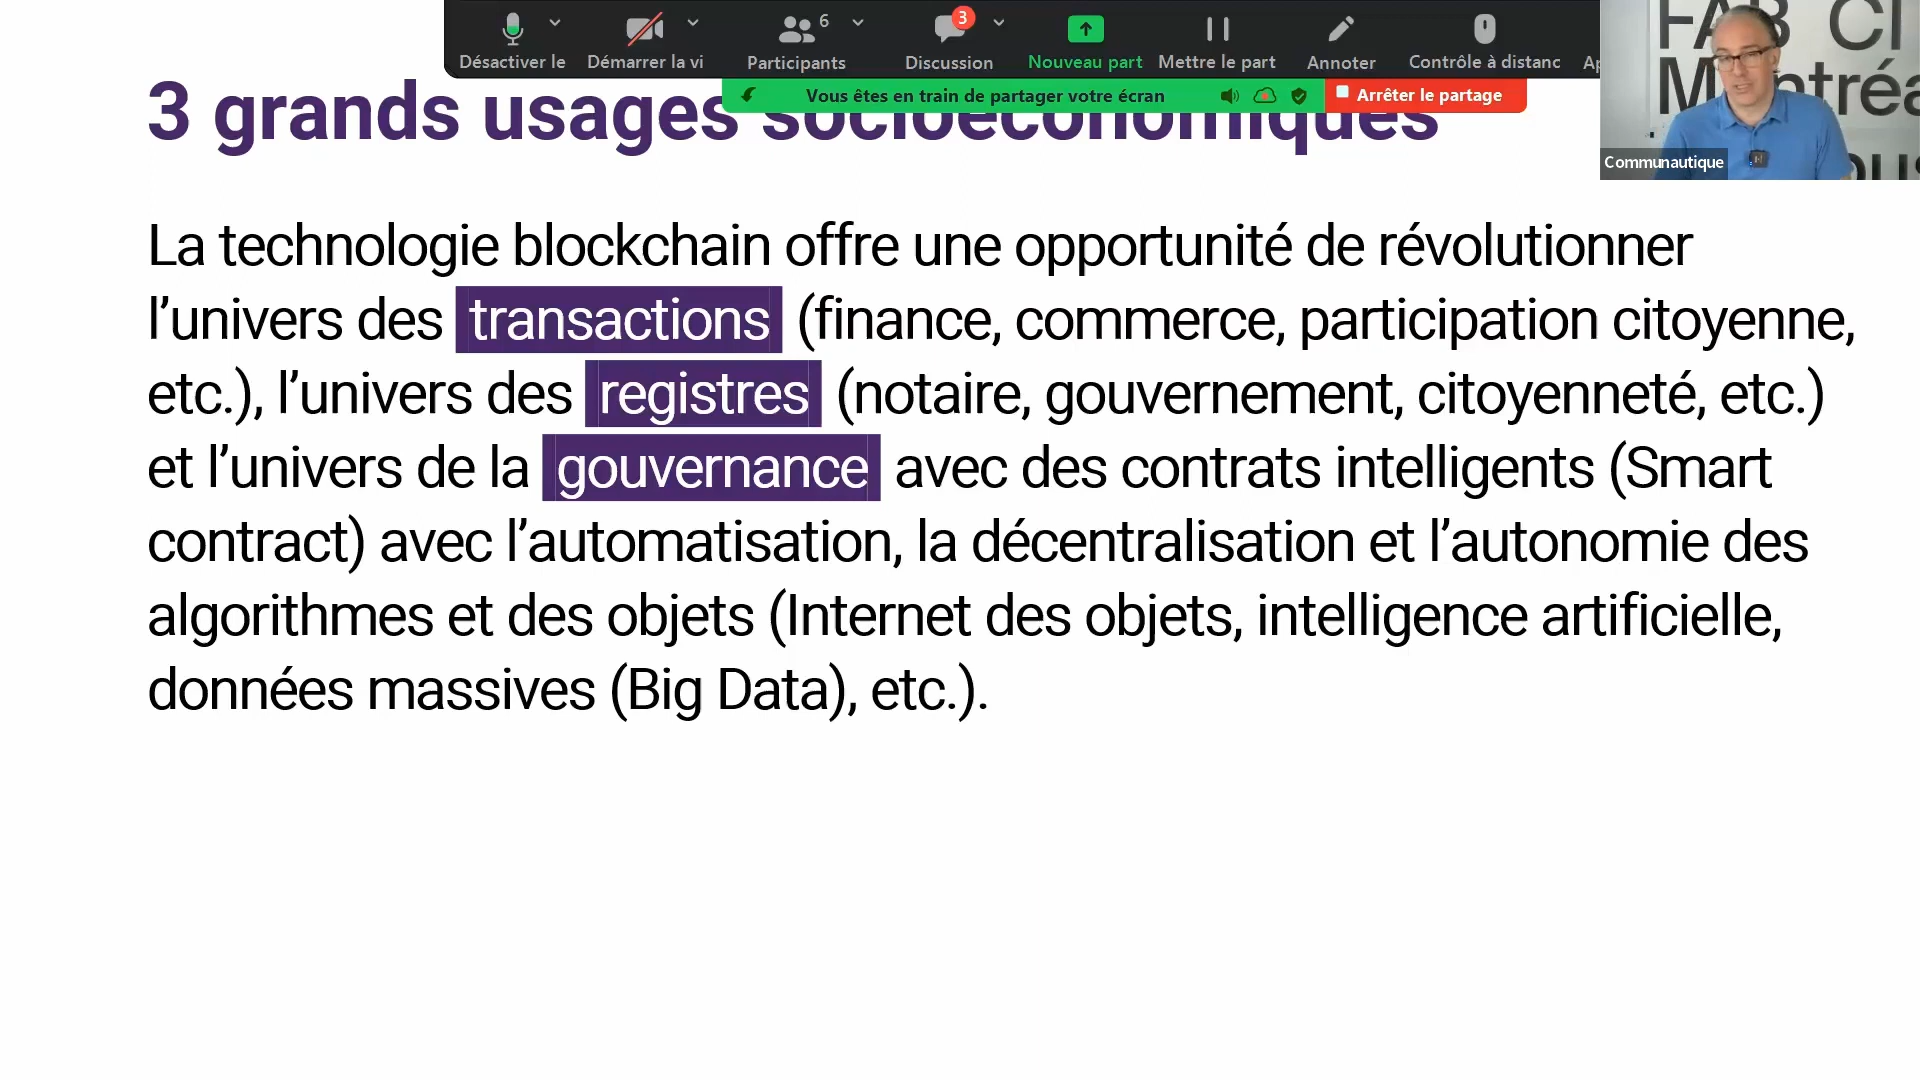 Désactiver le
Démarrer la vi
6
Participants
3
Discussion
Nouveau part
Mettre le part
Annoter
Contrôle à distanc
Vous êtes en train de partager votre écran
Arrêter le partage
FAB CI
Montréa
Communautique
3 grands usages socioéconomiques
La technologie blockchain offre une opportunité de révolutionner
l’univers des transactions (finance, commerce, participation citoyenne,
etc.), l’univers des registres (notaire, gouvernement, citoyenneté, etc.)
et l’univers de la gouvernance avec des contrats intelligents (Smart
contract) avec l’automatisation, la décentralisation et l’autonomie des
algorithmes et des objets (Internet des objets, intelligence artificielle,
données massives (Big Data), etc.).